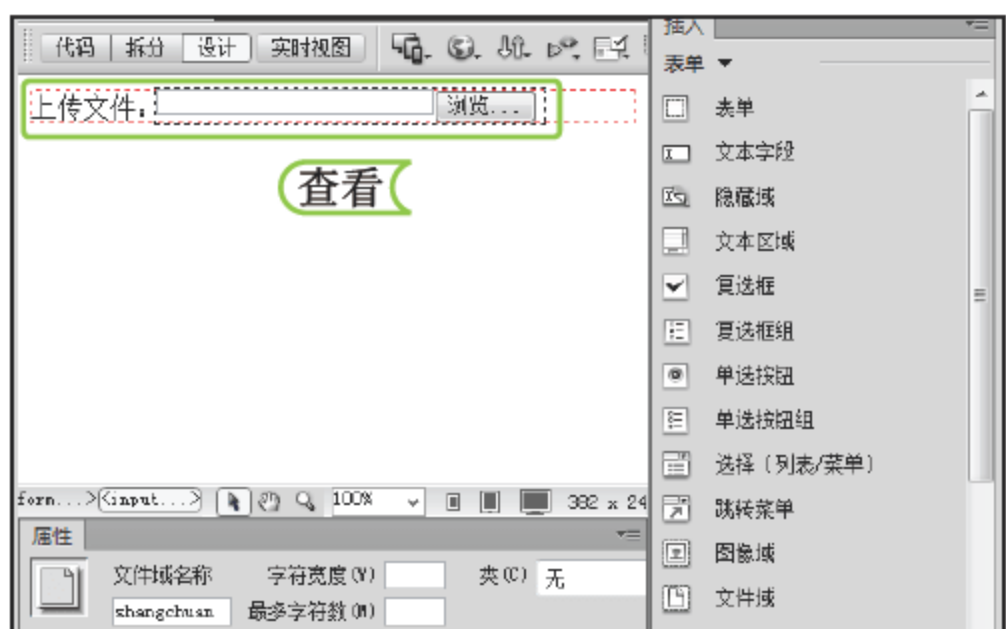 代码 拆分 设计 实时视图
上传文件: 浏览...
查看
form...><input...> 100% 382 x 24
属性
文件域名称 字符宽度(W) 类(C) 无
shangchuan 最多字符数(M)
插入
表单
表单
文本字段
隐藏域
文本区域
复选框
复选框组
单选按钮
单选按钮组
选择(列表/菜单)
跳转菜单
图像域
文件域